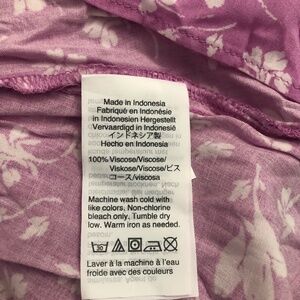 Made in Indonesia
Fabriqué en Indonésie
in Indonesien Hergestellt
Vervaardigd in Indonesië
インドネシア製
Hecho en Indonesia
100% Viscose/Viscose/
Viskose/Viscose/ビス
コース/viscosa
Machine wash cold with
like colors. Non-chlorine
bleach only. Tumble dry
low. Warm iron as needed.
Laver à la machine à l'eau
froide avec des couleurs